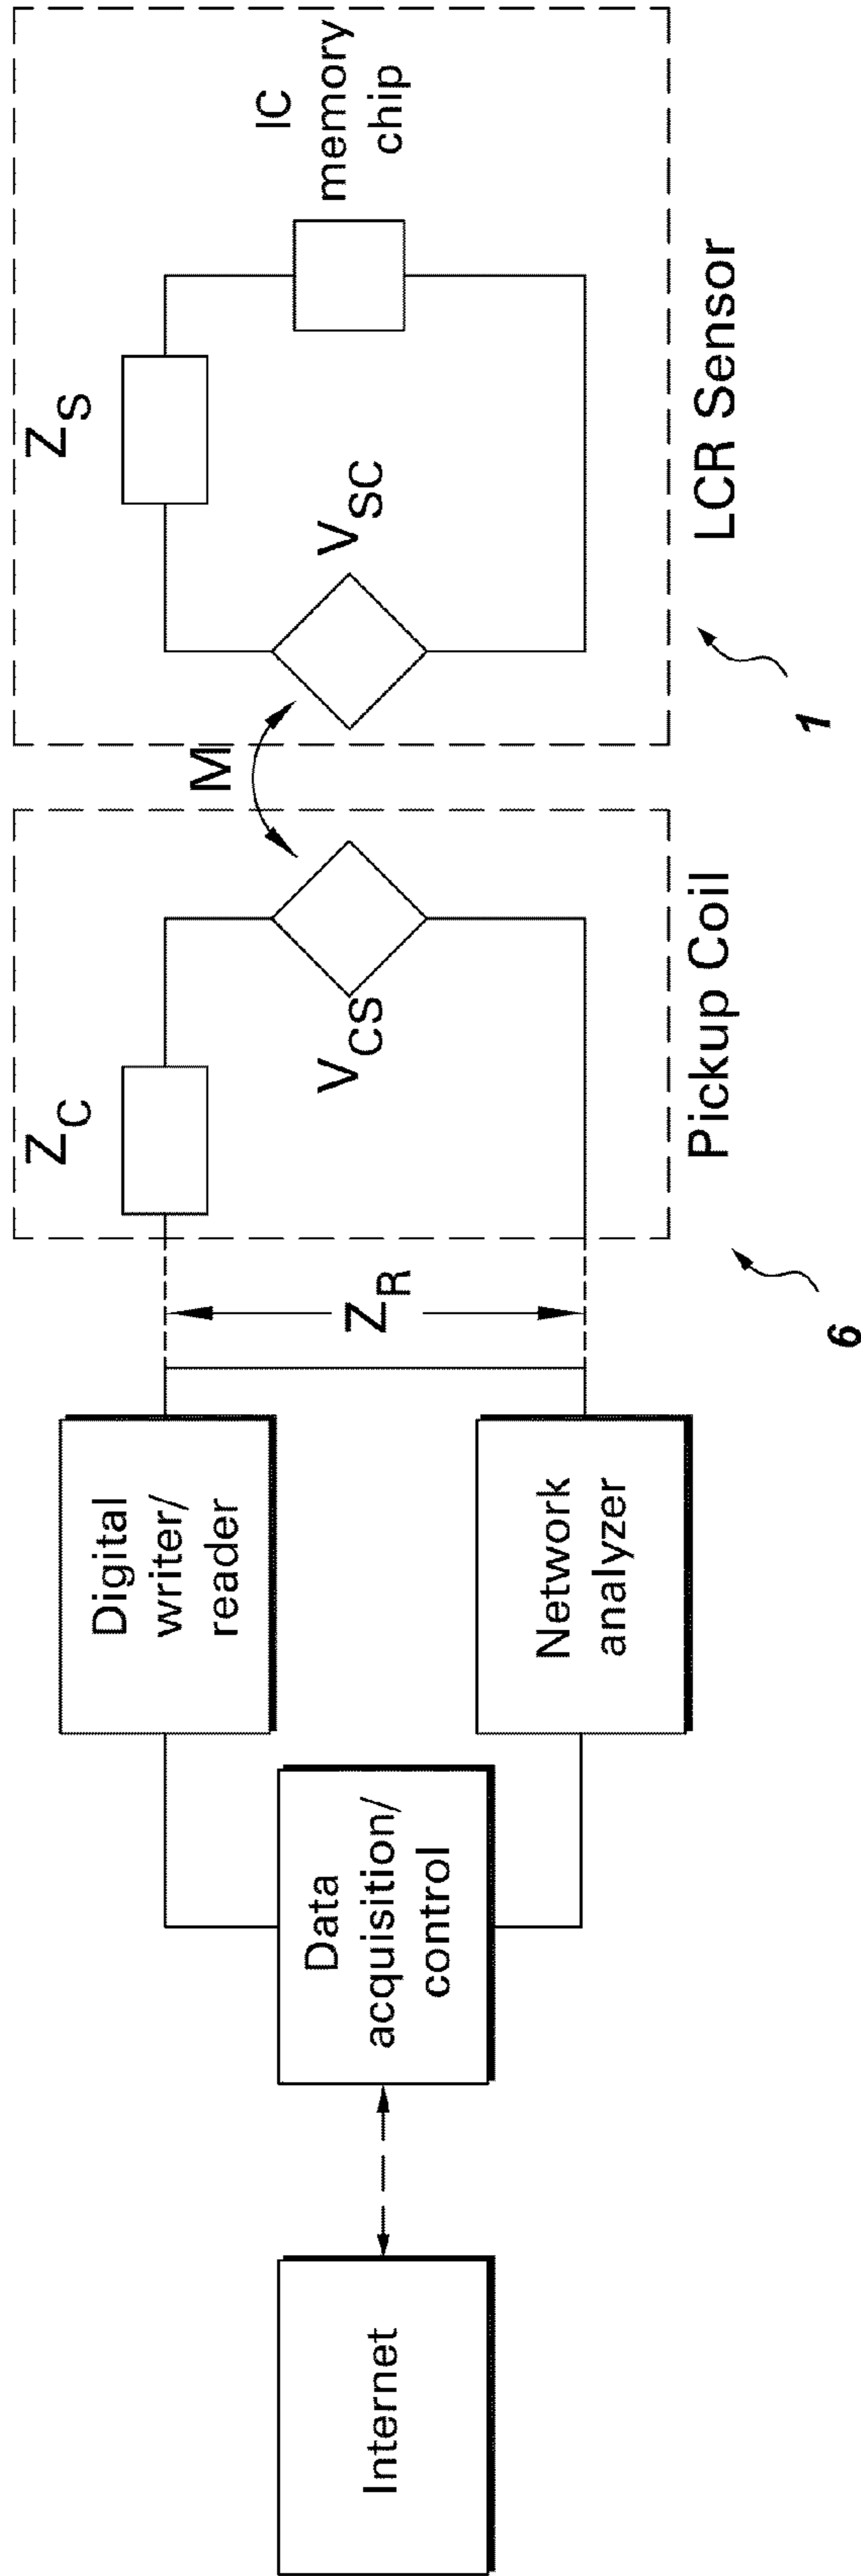 Internet
Data
acquisition/
control
Digital
writer/
reader
Network
analyzer
Z_R
Z_C
V_CS
Pickup Coil
6
M
Z_S
V_SC
IC
memory
chip
LCR Sensor
1